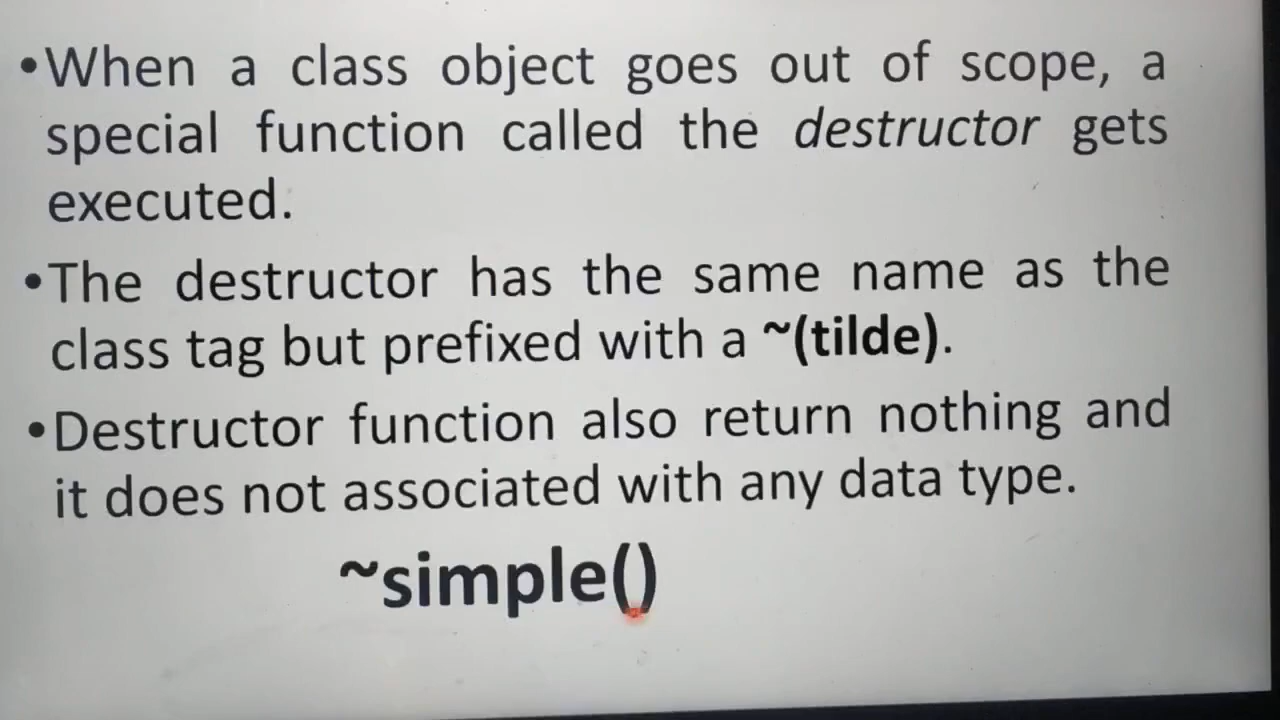 •When a class object goes out of scope, a
special function called the destructor gets
executed.
•The destructor has the same name as the
class tag but prefixed with a ~(tilde).
•Destructor function also return nothing and
it does not associated with any data type.
~simple()